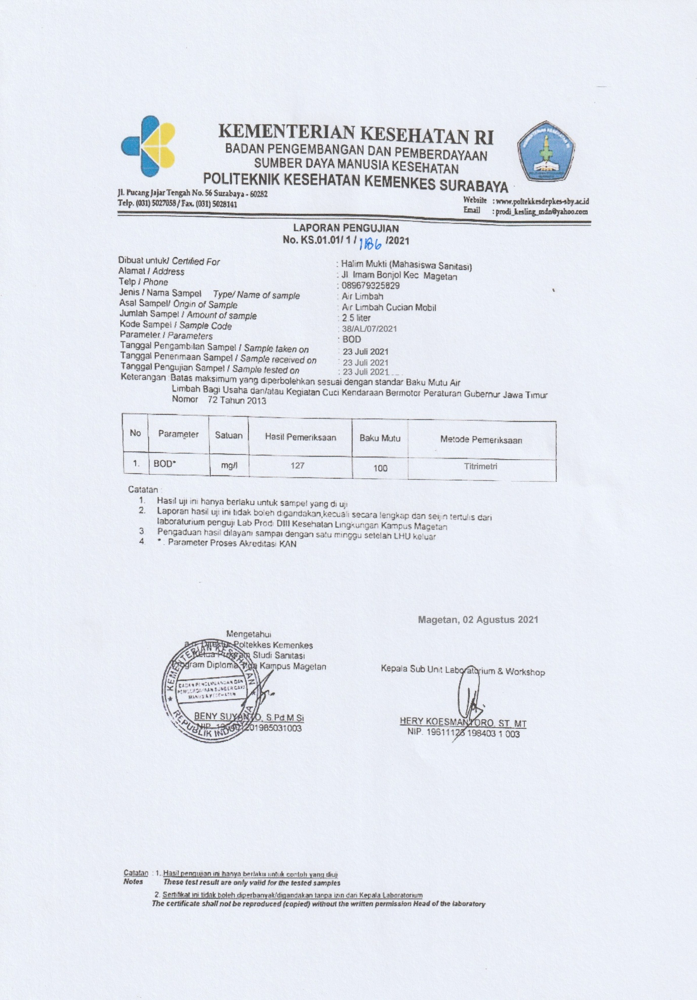 KEMENTERIAN KESEHATAN RI
BADAN PENGEMBANGAN DAN PEMBERDAYAAN
SUMBER DAYA MANUSIA KESEHATAN
POLITEKNIK KESEHATAN KEMENKES SURABAYA
Jl. Pucang Jajar Tengah No. 56 Surabaya - 60282
Telp. (031) 5027058 / Fax. (031) 5028141
Website : www.poltekkesdepkes-sby.ac.id
Email : prodi_kesling_mdn@yahoo.com
LAPORAN PENGUJIAN
No. KS.01.01/ 1 / /2021
Dibuat untuk/ Certified For : Halim Mukti (Mahasiswa Sanitasi)
Alamat / Address : Jl Imam Bonjol Kec Magetan
Telp / Phone : 089679325829
Jenis / Nama Sampel Type/ Name of sample : Air Limbah
Asal Sampel/ Origin of Sample : Air Limbah Cucian Mobil
Jumlah Sampel / Amount of sample : 2.5 liter
Kode Sampel / Sample Code : 38/AL/07/2021
Parameter / Parameters : BOD
Tanggal Pengambilan Sampel / Sample taken on : 23 Juli 2021
Tanggal Penerimaan Sampel / Sample received on : 23 Juli 2021
Tanggal Pengujian Sampel / Sample tested on : 23 Juli 2021
Keterangan :Batas maksimum yang diperbolehkan sesuai dengan standar Baku Mutu Air
Limbah Bagi Usaha dan/atau Kegiatan Cuci Kendaraan Bermotor Peraturan Gubernur Jawa Timur
Nomor 72 Tahun 2013
No Parameter Satuan Hasil Pemeriksaan Baku Mutu Metode Pemeriksaan
1. BOD* mg/l 127 100 Titrimetri
Catatan :
1. Hasil uji ini hanya berlaku untuk sampel yang di uji
2. Laporan hasil uji ini tidak boleh digandakan,kecuali secara lengkap dan seijin tertulis dari
laboraturium penguji Lab Prodi DIII Kesehatan Lingkungan Kampus Magetan
3 Pengaduan hasil dilayani sampai dengan satu minggu setelah LHU keluar
4. * : Parameter Proses Akreditasi KAN
Magetan, 02 Agustus 2021
Mengetahui
a.n Direktur Poltekkes Kemenkes
Ketua Program Studi Sanitasi
Program Diploma Tiga Kampus Magetan
Kepala Sub Unit Laboratorium & Workshop
KEMENTERIAN KESEHATAN
BADAN PENGEMBANGAN DAN
PEMBERDAYAAN SUMBER DAYA
MANUSIA KESEHATAN
REPUBLIK INDONESIA
BENY SUYANTO, S.Pd.M.Si
NIP. 201985031003
HERY KOESMANTORO, ST. MT
NIP. 19611126 198403 1 003
Catatan : 1. Hasil pengujian ini hanya berlaku untuk contoh yang diuji
Notes These test result are only valid for the tested samples
2. Sertifikat ini tidak boleh diperbanyak/digandakan tanpa izin dari Kepala Laboratorium
The certificate shall not be reproduced (copied) without the written permission Head of the laboratory